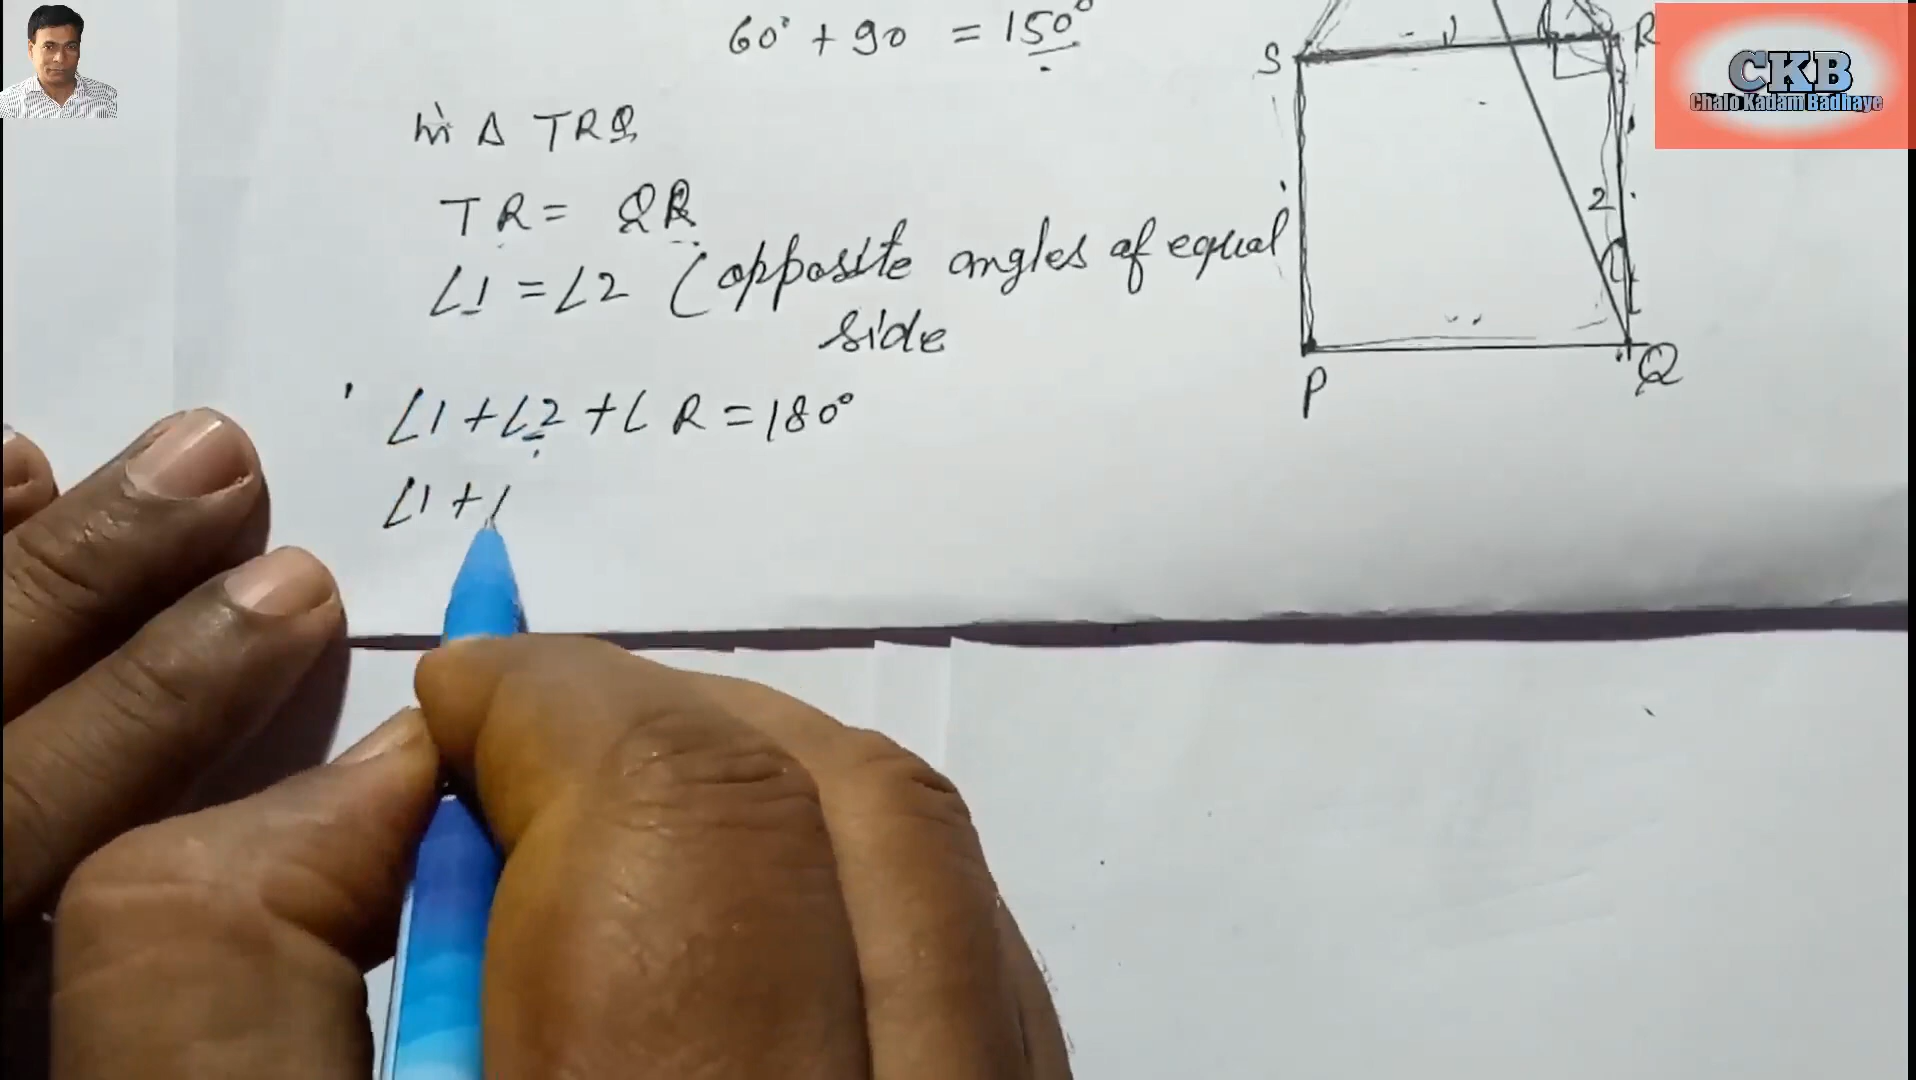 60° + 90 = 150°
in Δ TRQ
TR = QR
∠1 = ∠2 (opposite angles of equal
side
∠1 + ∠2 + ∠R = 180°
∠1 + ∠
S
R
2
P
Q
CKB
Chalo Kadam Badhaye